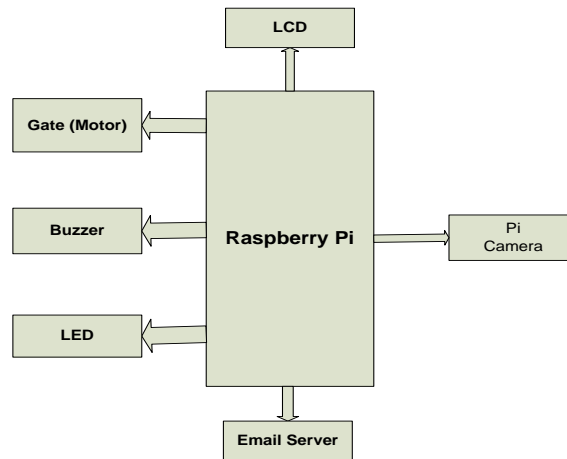 LCD
Gate (Motor)
Buzzer
Raspberry Pi
Pi
Camera
LED
Email Server